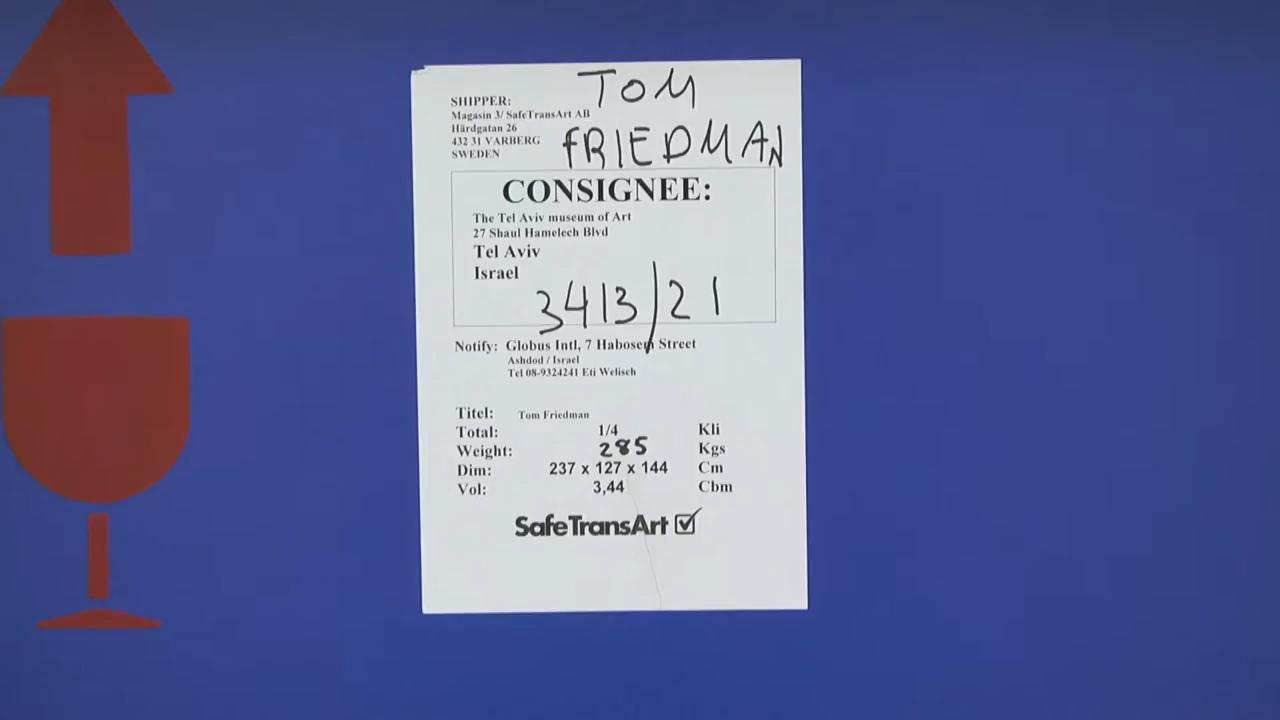 TOM
FRIEDMAN
SHIPPER:
Magasin 3/ SafeTransArt AB
Hårdgatan 26
432 31 VARBERG
SWEDEN
CONSIGNEE:
The Tel Aviv museum of Art
27 Shaul Hamelech Blvd
Tel Aviv
Israel
3413/21
Notify: Globus Intl, 7 Habosem Street
Ashdod / Israel
Tel 08-9324241 Eti Welisch
Titel: Tom Friedman
Total: 1/4 Kli
Weight: 285 Kgs
Dim: 237 x 127 x 144 Cm
Vol: 3,44 Cbm
SafeTransArt